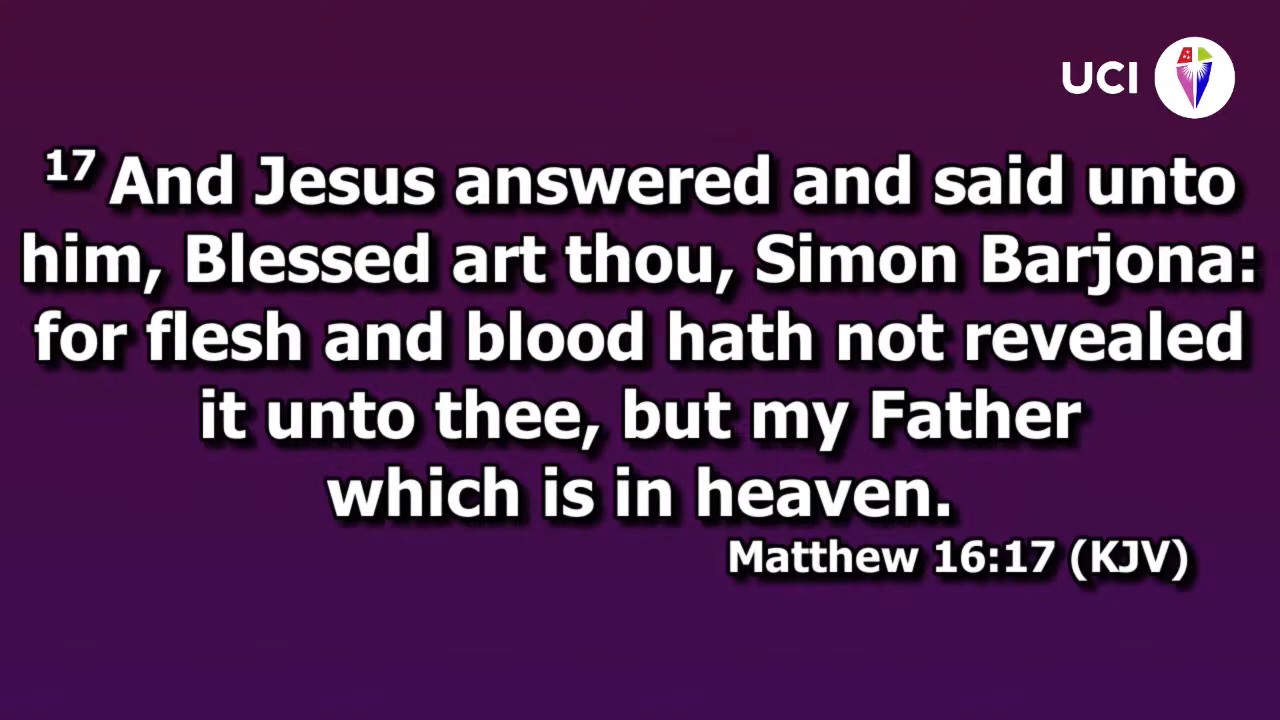 UCI
17 And Jesus answered and said unto
him, Blessed art thou, Simon Barjona:
for flesh and blood hath not revealed
it unto thee, but my Father
which is in heaven.
Matthew 16:17 (KJV)